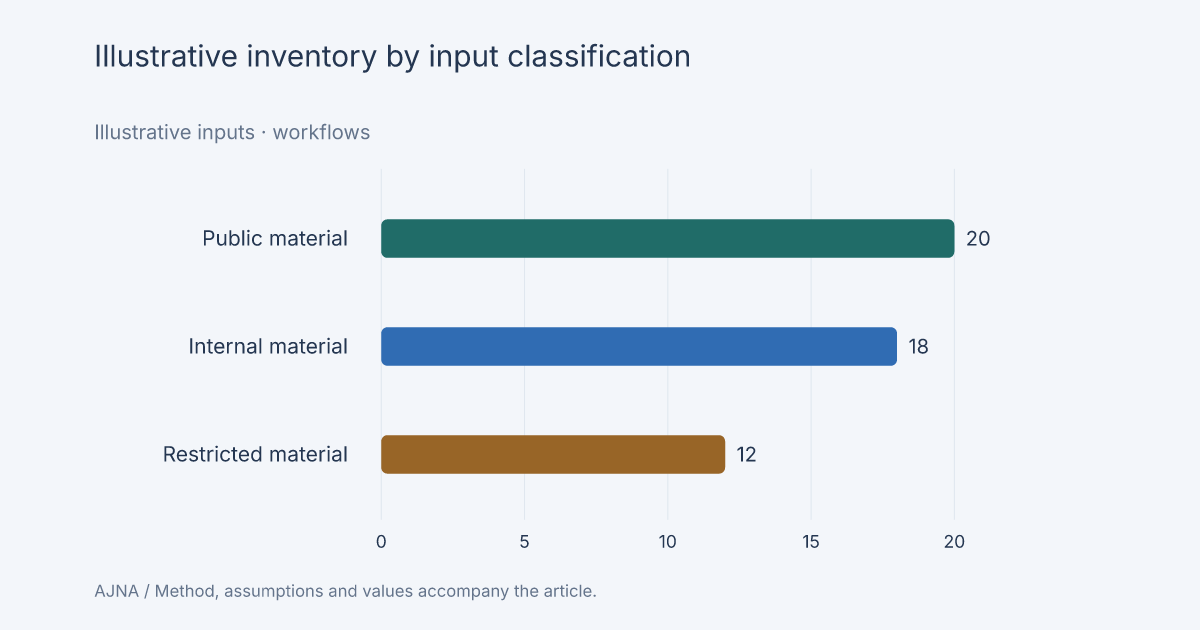 Illustrative inventory by input classification
Illustrative inputs · workflows
Public material 20
Internal material 18
Restricted material 12
0 5 10 15 20
AJNA / Method, assumptions and values accompany the article.